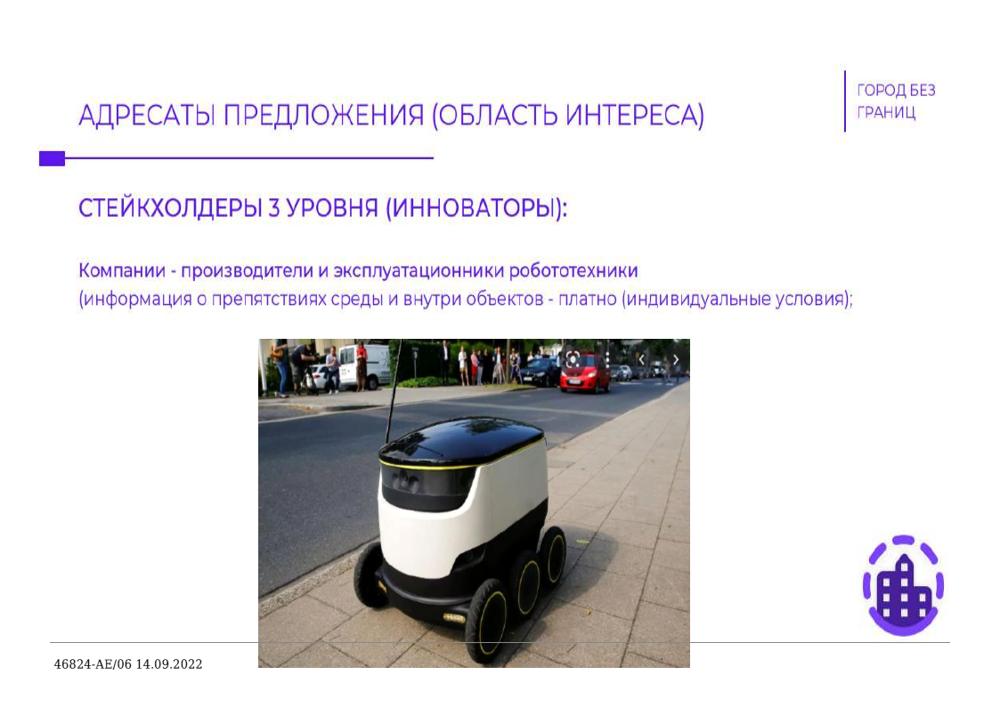 ГОРОД БЕЗ
ГРАНИЦ
АДРЕСАТЫ ПРЕДЛОЖЕНИЯ (ОБЛАСТЬ ИНТЕРЕСА)
СТЕЙКХОЛДЕРЫ 3 УРОВНЯ (ИННОВАТОРЫ):
Компании - производители и эксплуатационники робототехники
(информация о препятствиях среды и внутри объектов - платно (индивидуальные условия);
46824-АЕ/06 14.09.2022